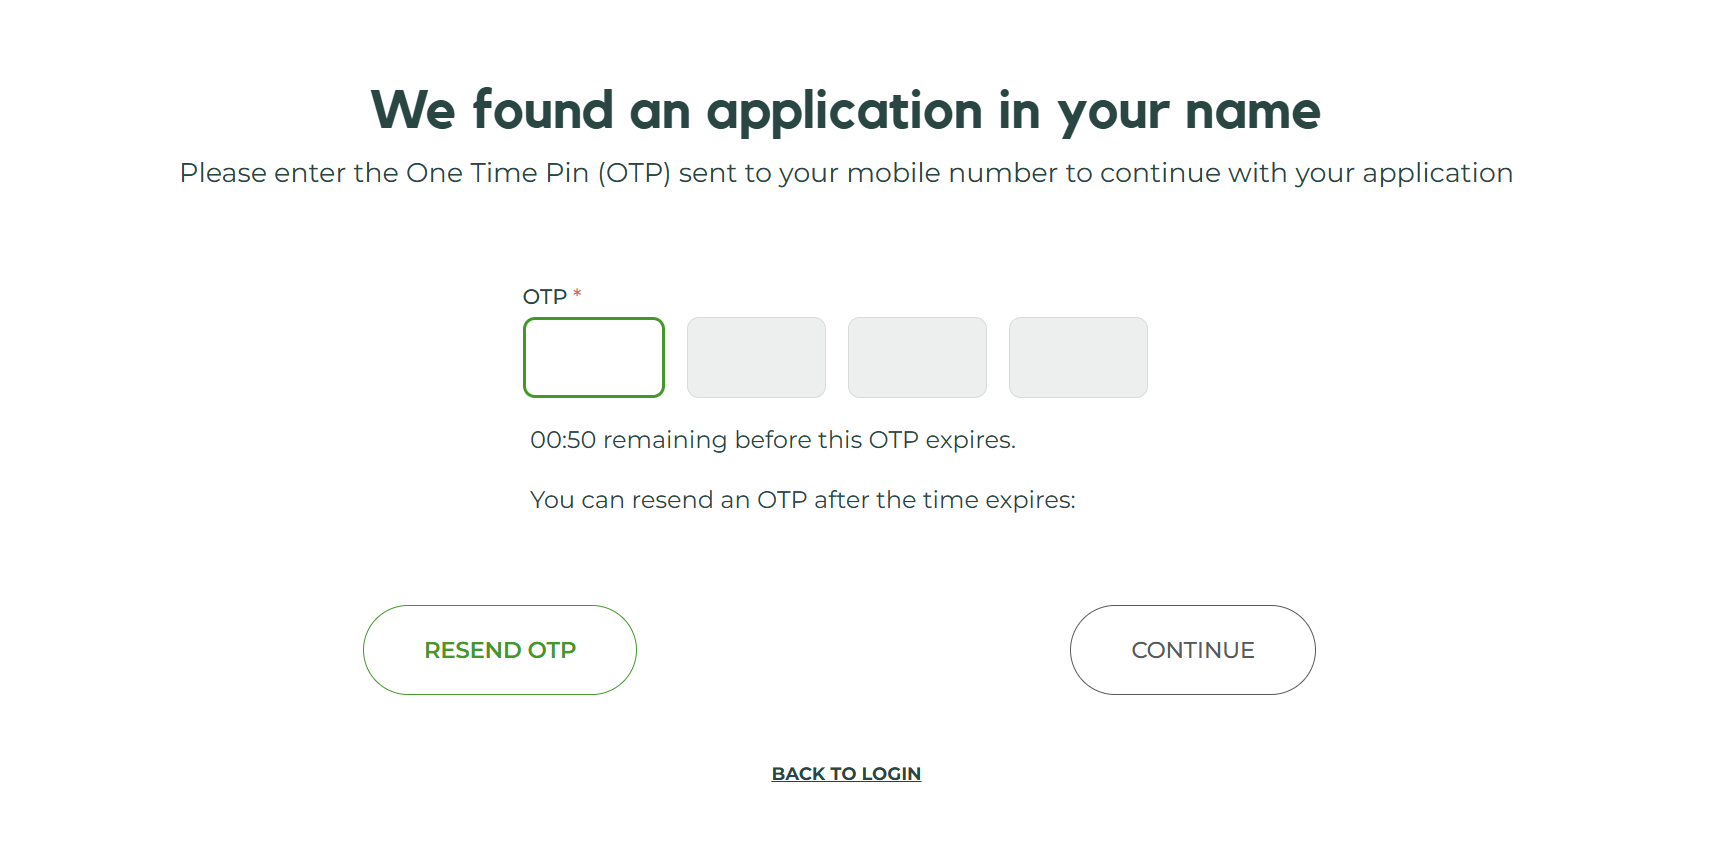 We found an application in your name
Please enter the One Time Pin (OTP) sent to your mobile number to continue with your application
OTP *
00:50 remaining before this OTP expires.
You can resend an OTP after the time expires:
RESEND OTP
CONTINUE
BACK TO LOGIN